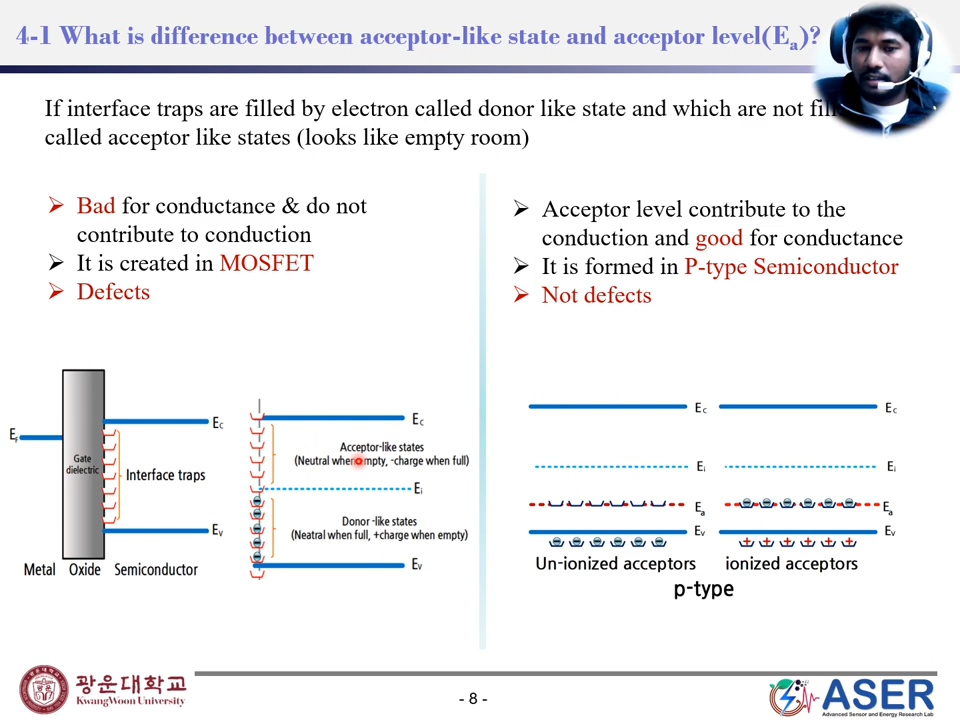 4-1 What is difference between acceptor-like state and acceptor level(Ea)?
If interface traps are filled by electron called donor like state and which are not
called acceptor like states (looks like empty room)
➢ Bad for conductance & do not
contribute to conduction
➢ It is created in MOSFET
➢ Defects
➢ Acceptor level contribute to the
conduction and good for conductance
➢ It is formed in P-type Semiconductor
➢ Not defects
EF
Gate
dielectric
EC
Interface traps
EV
Metal Oxide Semiconductor
EC
Acceptor-like states
(Neutral when empty, -charge when full)
Ei
Donor -like states
(Neatral when full, +charge when empty)
EV
EC
Ei
Ea
EV
Un-ionized acceptors
EC
Ei
Ea
EV
ionized acceptors
p-type
광운대학교
KWANGWOON UNIVERSITY
- 8 -
ASER
Advanced Sensor and Energy Research Lab